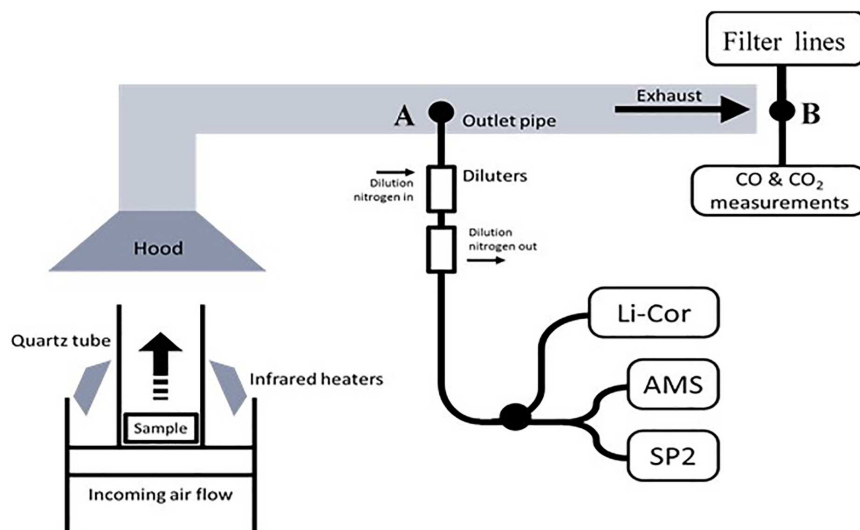 Filter lines
Exhaust
A
B
Outlet pipe
Dilution
nitrogen in
Diluters
CO & CO₂
measurements
Dilution
nitrogen out
Hood
Li-Cor
Quartz tube
Infrared heaters
AMS
Sample
SP2
Incoming air flow